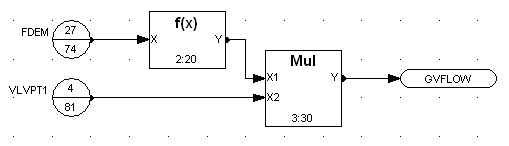 FDEM
27
74
f(x)
X
Y
2:20
VLVPT1
4
81
Mul
X1
Y
X2
3:30
GVFLOW